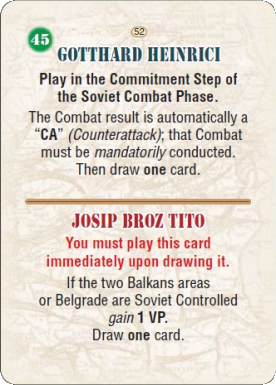 52
45
GOTTHARD HEINRICI
Play in the Commitment Step of
the Soviet Combat Phase.
The Combat result is automatically a
“CA” (Counterattack); that Combat
must be mandatorily conducted.
Then draw one card.
JOSIP BROZ TITO
You must play this card
immediately upon drawing it.
If the two Balkans areas
or Belgrade are Soviet Controlled
gain 1 VP.
Draw one card.